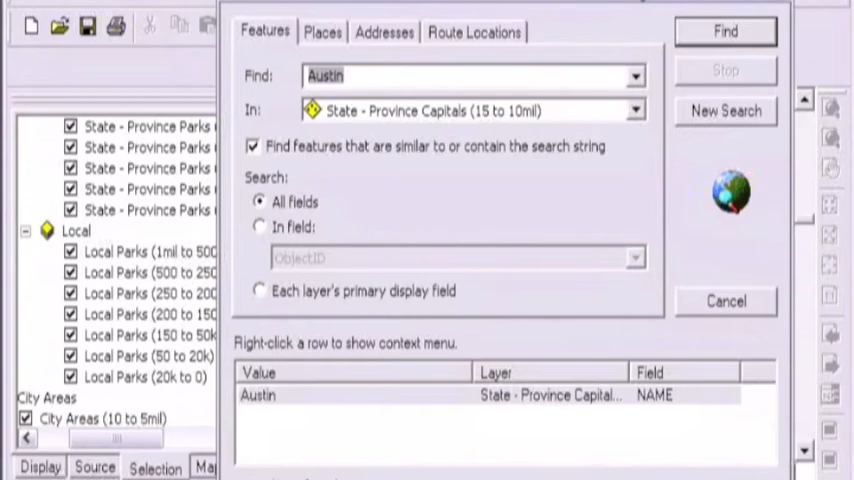 Features
Places
Addresses
Route Locations
Find
Find:
Austin
Stop
In:
State - Province Capitals (15 to 10mil)
New Search
Find features that are similar to or contain the search string
Search:
All fields
In field:
ObjectID
Each layer's primary display field
Cancel
Right-click a row to show context menu.
Value Layer Field
Austin State - Province Capital... NAME
State - Province Parks
State - Province Parks
State - Province Parks
State - Province Parks
State - Province Parks
Local
Local Parks (1mil to 500
Local Parks (500 to 250
Local Parks (250 to 200
Local Parks (200 to 150
Local Parks (150 to 50k
Local Parks (50 to 20k)
Local Parks (20k to 0)
City Areas
City Areas (10 to 5mil)
Display Source Selection Ma